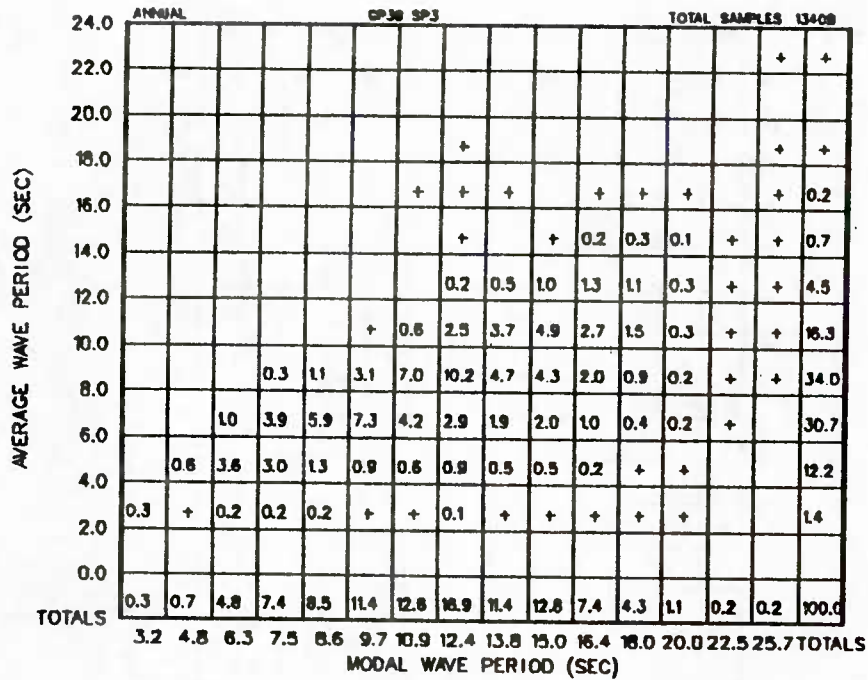 ANNUAL SP3 TOTAL SAMPLES
24.0
+ +
22.0
20.0
+ + +
18.0
+ + + + + + + 0.2
16.0
+ + 0.2 0.3 0.1 + + 0.7
14.0
0.2 0.5 1.0 1.3 1.1 0.3 + + 4.5
12.0
+ 0.6 2.5 3.7 4.9 2.7 1.5 0.3 + + 16.3
10.0
0.3 1.1 3.1 7.0 10.2 4.7 4.3 2.0 0.9 0.2 + + 34.0
8.0
1.0 3.9 5.9 7.3 4.2 2.9 1.9 2.0 1.0 0.4 0.2 + 30.7
6.0
0.6 3.6 3.0 1.3 0.9 0.6 0.9 0.5 0.5 0.2 + + 12.2
4.0
0.3 + 0.2 0.2 0.2 + + 0.1 + + + + + 1.4
2.0
0.0
TOTALS 0.3 0.7 4.8 7.4 8.5 11.4 12.6 16.9 11.4 12.8 7.4 4.3 1.1 0.2 0.2 100.0
3.2 4.8 6.3 7.5 8.6 9.7 10.9 12.4 13.8 15.0 16.4 18.0 20.0 22.5 25.7 TOTALS
MODAL WAVE PERIOD (SEC)
AVERAGE WAVE PERIOD (SEC)